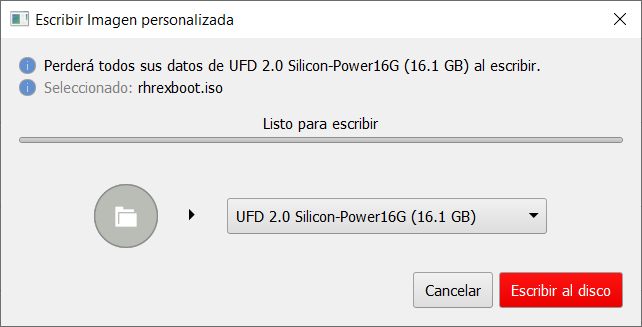 Escribir Imagen personalizada
Perderá todos sus datos de UFD 2.0 Silicon-Power16G (16.1 GB) al escribir.
Seleccionado: rhrexboot.iso
Listo para escribir
UFD 2.0 Silicon-Power16G (16.1 GB)
Cancelar
Escribir al disco